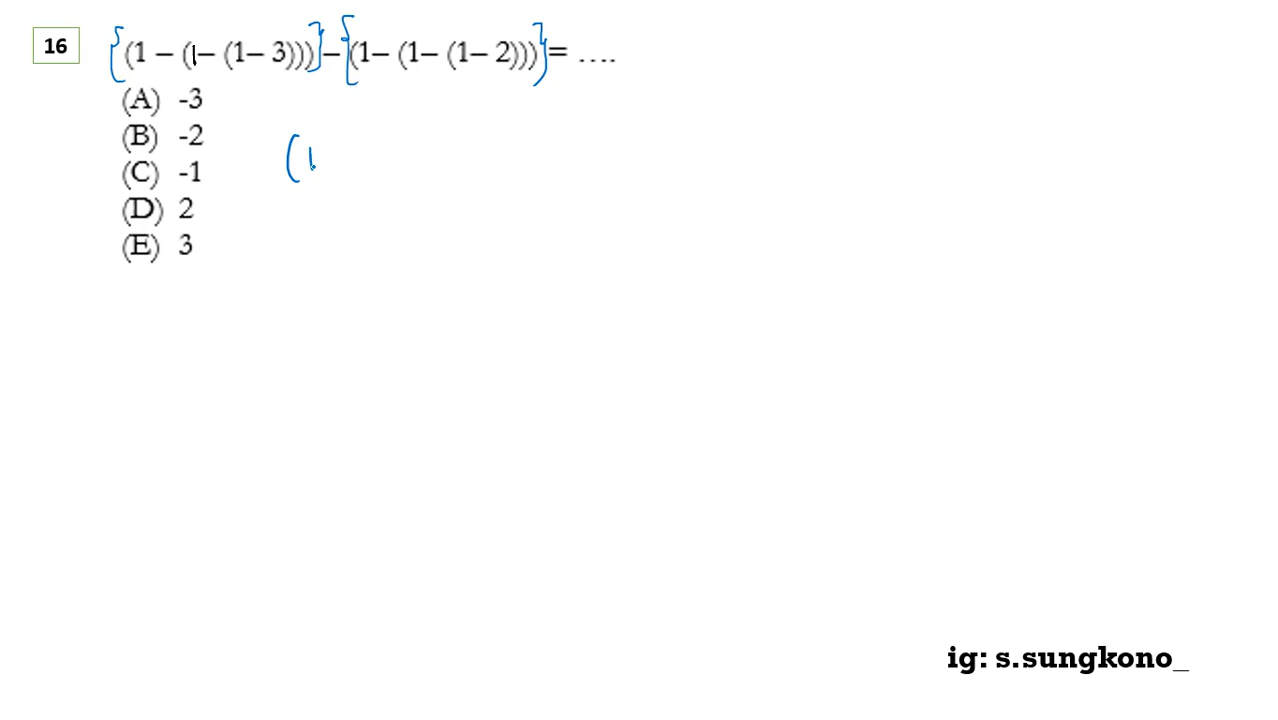 16 {(1 – (1– (1– 3)))} – {(1– (1– (1– 2)))} = ….
(A) -3
(B) -2
(C) -1
(D) 2
(E) 3
(1
ig: s.sungkono_